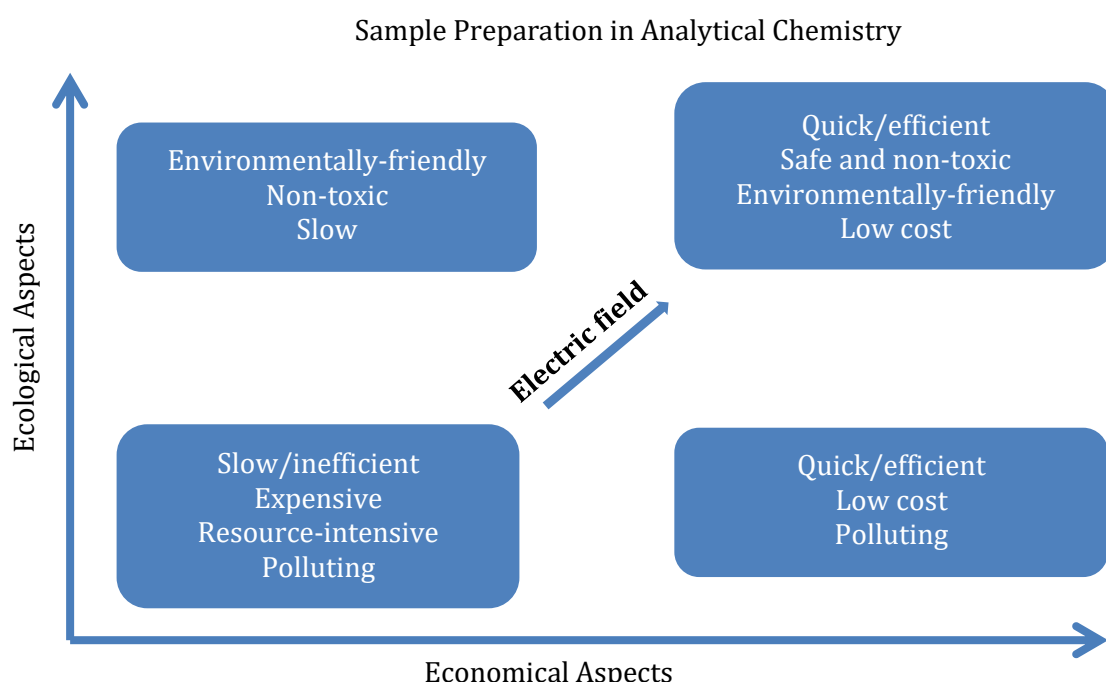 Sample Preparation in Analytical Chemistry
Environmentally-friendly
Non-toxic
Slow
Quick/efficient
Safe and non-toxic
Environmentally-friendly
Low cost
Ecological Aspects
Electric field
Slow/inefficient
Expensive
Resource-intensive
Polluting
Quick/efficient
Low cost
Polluting
Economical Aspects